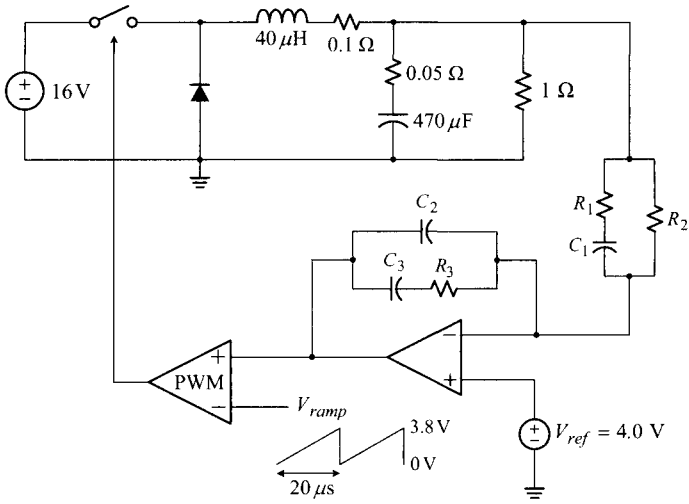 40 μH
0.1 Ω
16 V
0.05 Ω
470 μF
1 Ω
R1
C1
R2
C2
C3
R3
PWM
Vramp
3.8 V
0 V
20 μs
Vref = 4.0 V